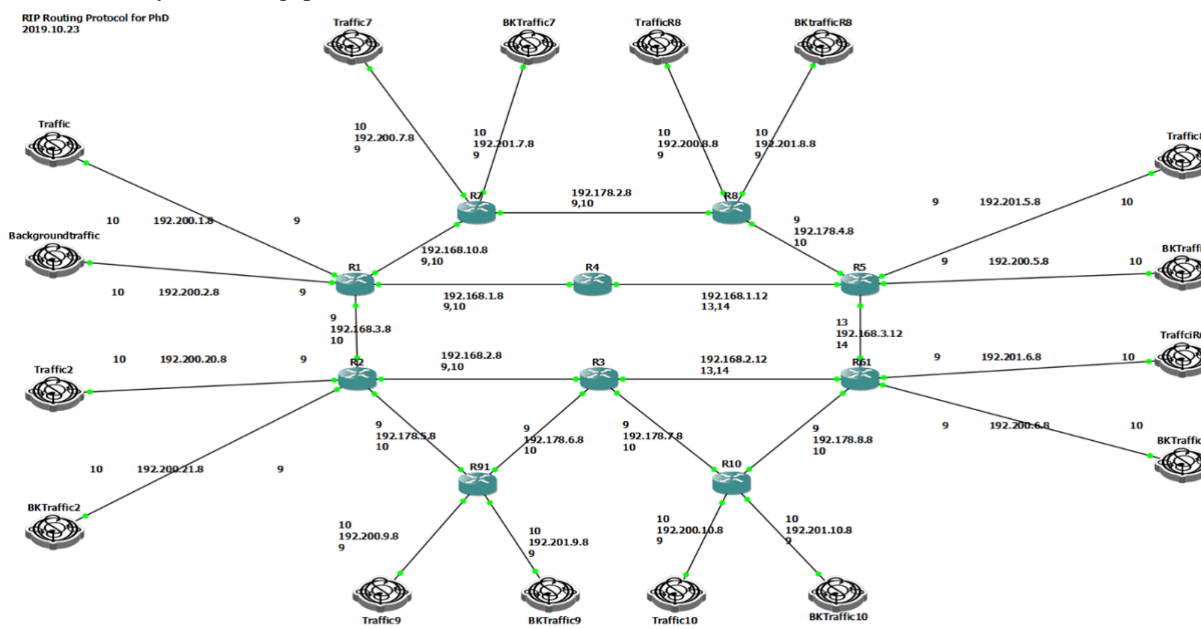 RIP Routing Protocol for PhD
2019.10.23
Traffic7
BKTraffic7
TrafficR8
BKtrafficR8
Traffic
Backgroundtraffic
Traffic2
BKTraffic2
10
192.200.7.8
9
10
192.201.7.8
9
10
192.200.8.8
9
10
192.201.8.8
9
R7
192.178.2.8
9,10
R8
9
192.178.4.8
10
10 192.200.1.8 9
192.168.10.8
9,10
R1
R4
R5
9 192.201.5.8 10
9 192.200.5.8 10
10 192.200.2.8 9
192.168.1.8
9,10
192.168.1.12
13,14
9
192.168.3.8
10
13
192.168.3.12
14
10 192.200.20.8 9
R2
192.168.2.8
9,10
R3
192.168.2.12
13,14
R61
9 192.201.6.8 10
9 192.200.6.8 10
10 192.200.21.8 9
9
192.178.5.8
10
9
192.178.6.8
10
9
192.178.7.8
10
9
192.178.8.8
10
R91
R10
10
192.200.9.8
9
10
192.201.9.8
9
10
192.200.10.8
9
10
192.201.10.8
9
Traffic9
BKTraffic9
Traffic10
BKTraffic10